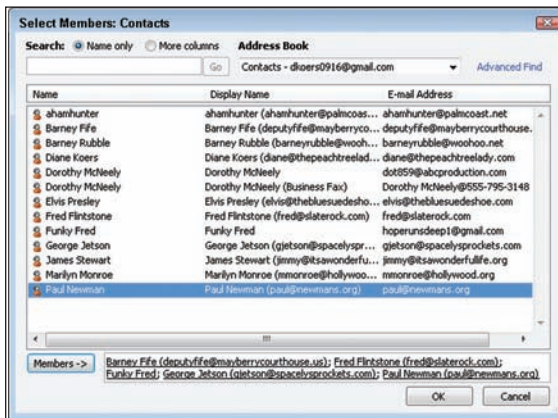 Select Members: Contacts
Search: Name only More columns Address Book
Go Contacts - dkoers0916@gmail.com Advanced Find
Name Display Name E-mail Address
ahamhunter ahamhunter (ahamhunter@palmcoas... ahamhunter@palmcoast.net
Barney Fife Barney Fife (deputyfife@mayberryco... deputyfife@mayberrycourthouse.
Barney Rubble Barney Rubble (barneyrubble@wooh... barneyrubble@woohoo.net
Diane Koers Diane Koers (diane@thepeachtreelad... diane@thepeachtreelady.com
Dorothy McNeely Dorothy McNeely dot859@abcproduction.com
Dorothy McNeely Dorothy McNeely (Business Fax) Dorothy McNeely@555-795-3148
Elvis Presley Elvis Presley (elvis@thebluesuedesho... elvis@thebluesuedeshoe.com
Fred Flintstone Fred Flintstone (fred@slaterock.com) fred@slaterock.com
Funky Fred Funky Fred hoperunsdeep1@gmail.com
George Jetson George Jetson (gjetson@spacelyspr... gjetson@spacelysprockets.com
James Stewart James Stewart (jimmy@itsawonderfu... jimmy@itsawonderfullife.org
Marilyn Monroe Marilyn Monroe (mmonroe@hollywoo... mmonroe@hollywood.org
Paul Newman Paul Newman (paul@newmans.org) paul@newmans.org
Members -> Barney Fife (deputyfife@mayberrycourthouse.us); Fred Flintstone (fred@slaterock.com);
Funky Fred; George Jetson (gjetson@spacelysprockets.com); Paul Newman (paul@newmans.org)
OK Cancel